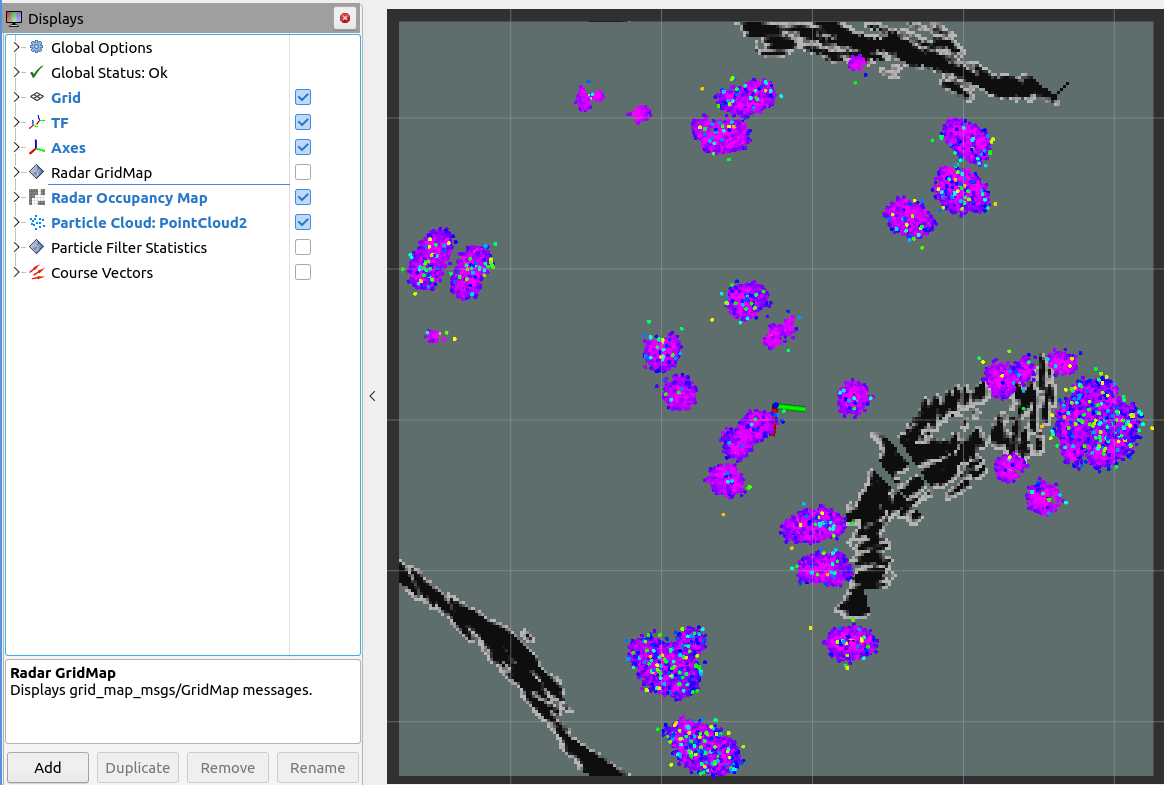 Displays
Global Options
Global Status: Ok
Grid
TF
Axes
Radar GridMap
Radar Occupancy Map
Particle Cloud: PointCloud2
Particle Filter Statistics
Course Vectors
Radar GridMap
Displays grid_map_msgs/GridMap messages.
Add Duplicate Remove Rename